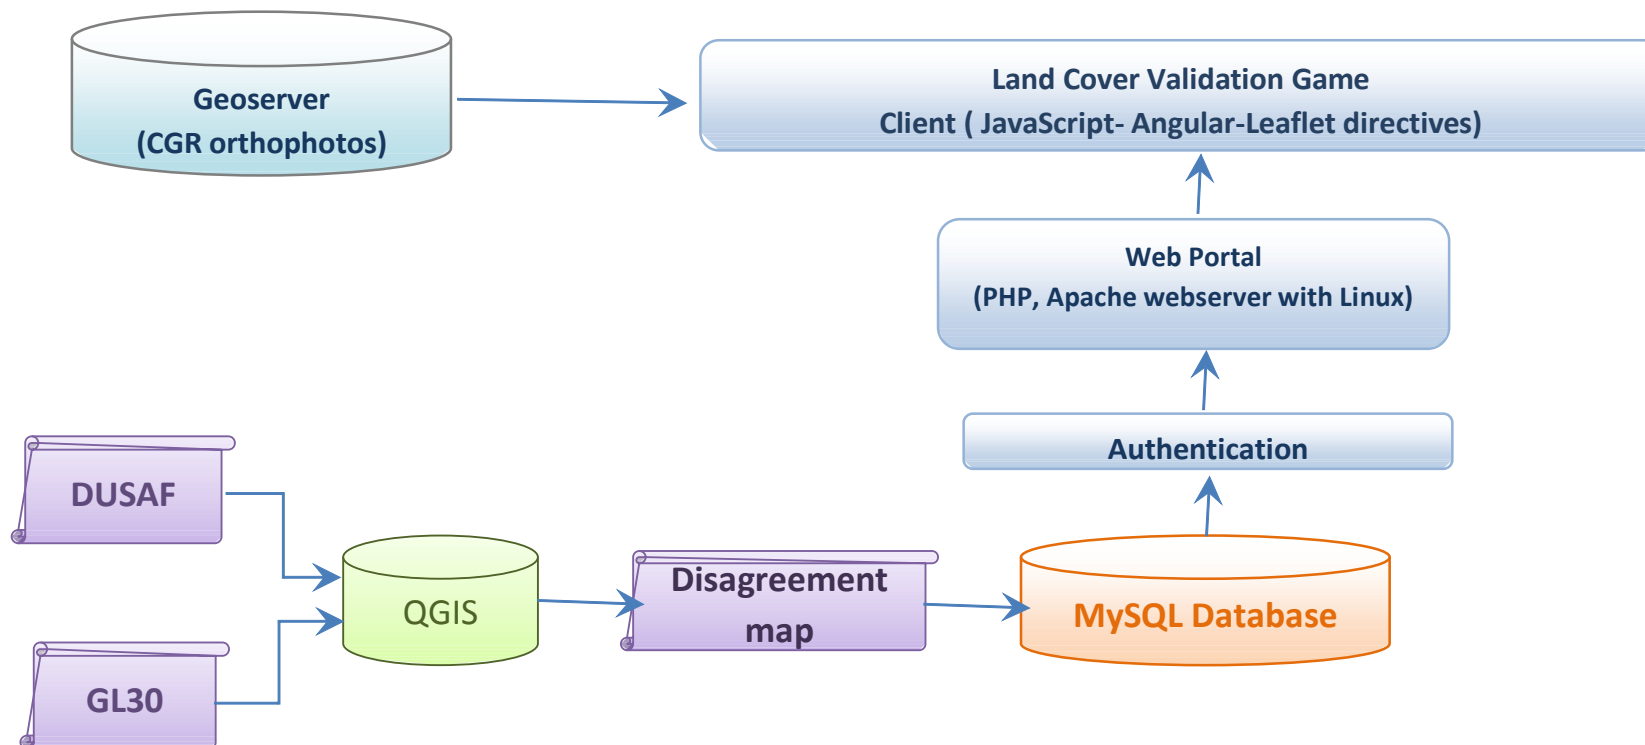 Geoserver
(CGR orthophotos)
Land Cover Validation Game
Client ( JavaScript- Angular-Leaflet directives)
Web Portal
(PHP, Apache webserver with Linux)
Authentication
DUSAF
QGIS
Disagreement
map
MySQL Database
GL30